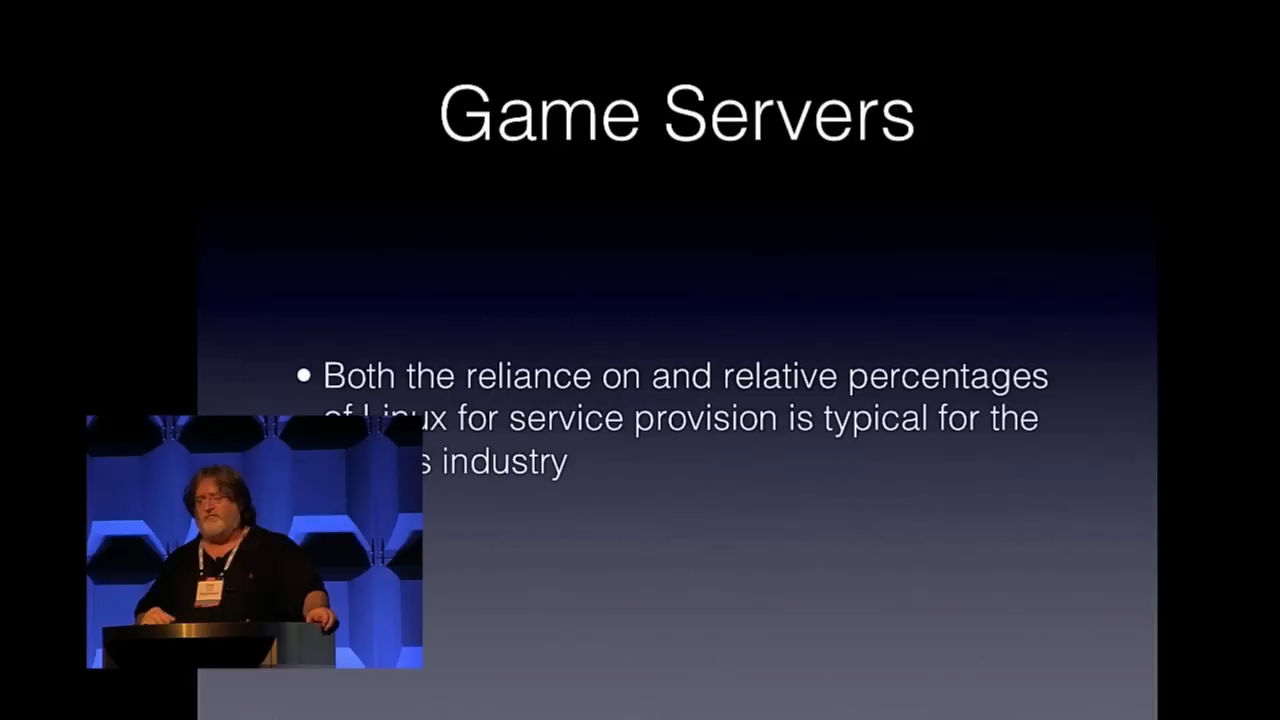 Game Servers
• Both the reliance on and relative percentages
of Linux for service provision is typical for the
s industry